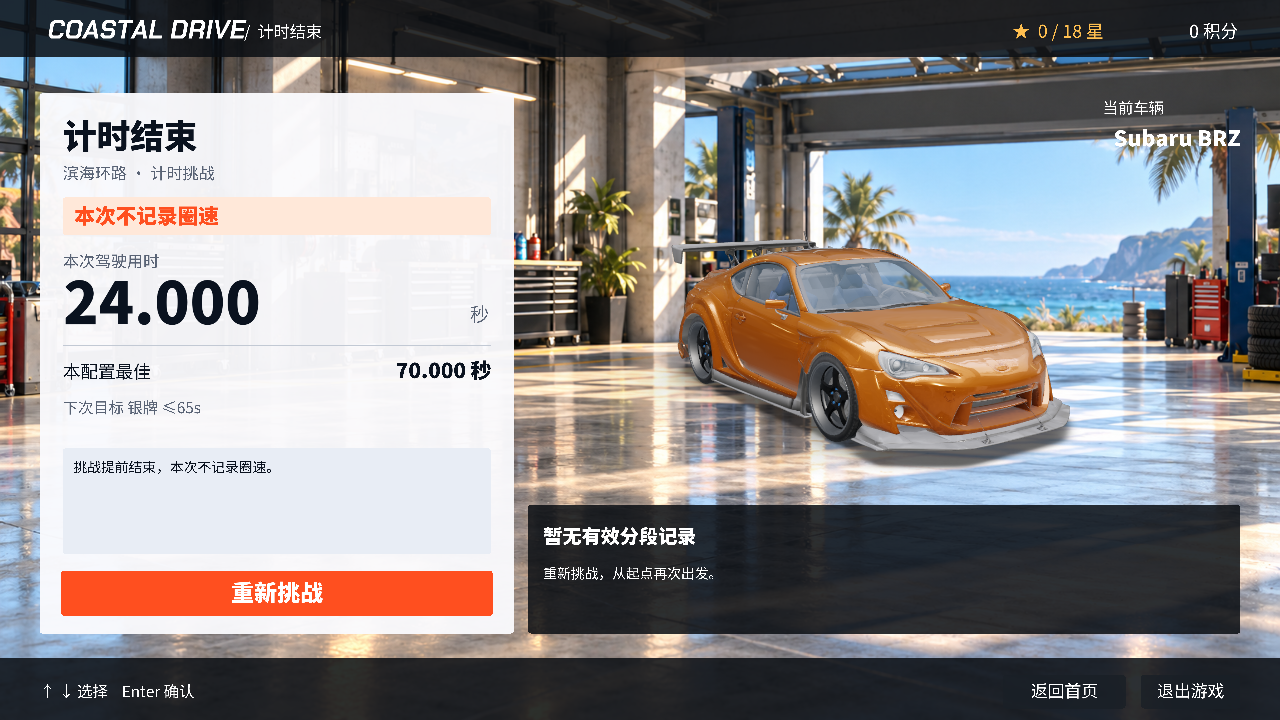 COASTAL DRIVE / 计时结束
★ 0 / 18 星
0 积分
计时结束
滨海环路 · 计时挑战
本次不记录圈速
本次驾驶用时
24.000 秒
本配置最佳 70.000 秒
下次目标 银牌 ≤65s
挑战提前结束，本次不记录圈速。
重新挑战
当前车辆
Subaru BRZ
暂无有效分段记录
重新挑战，从起点再次出发。
↑ ↓ 选择 Enter 确认
返回首页
退出游戏